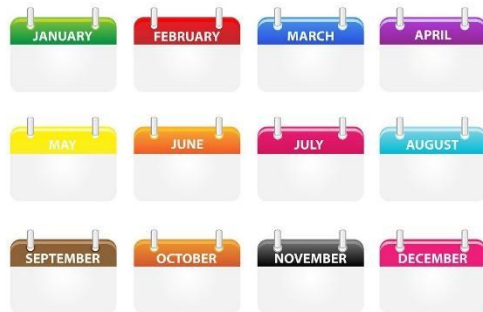 JANUARY
FEBRUARY
MARCH
APRIL
MAY
JUNE
JULY
AUGUST
SEPTEMBER
OCTOBER
NOVEMBER
DECEMBER